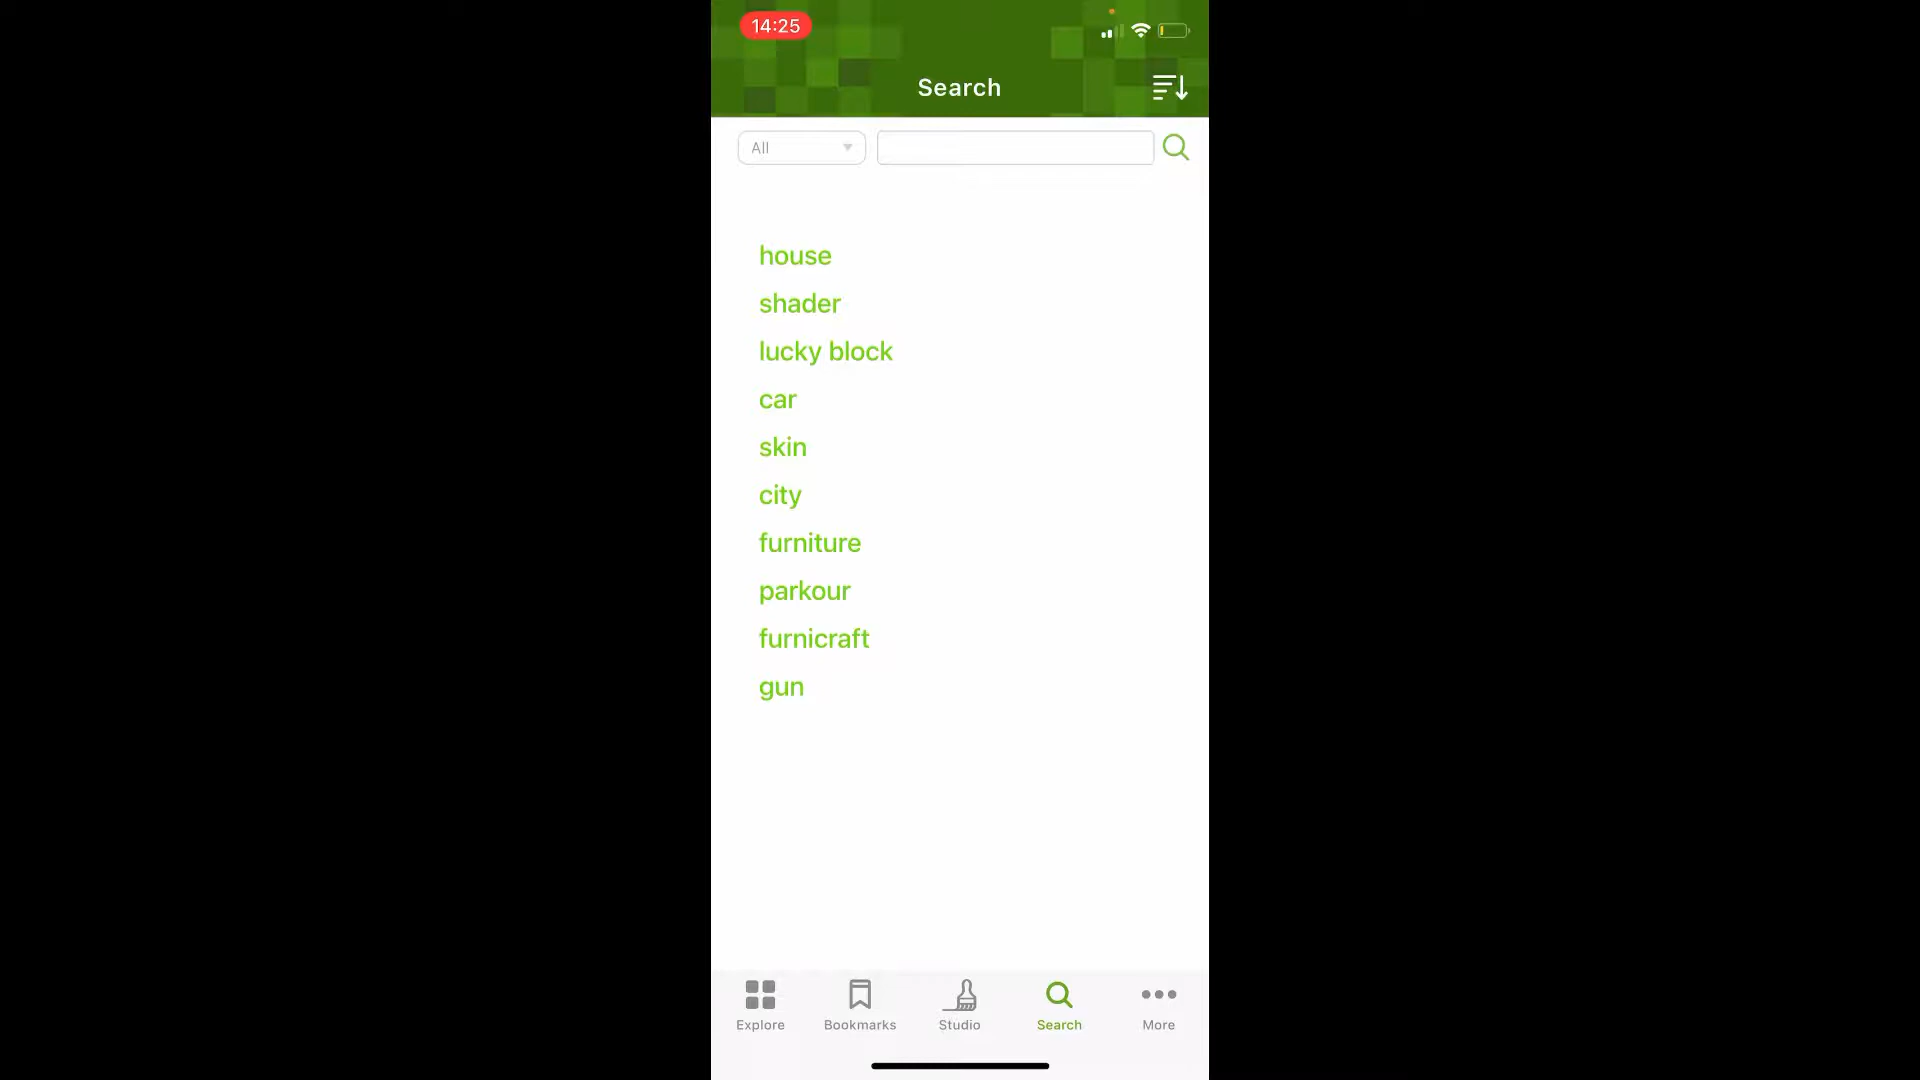 14:25
Search
All
house
shader
lucky block
car
skin
city
furniture
parkour
furnicraft
gun
Explore
Bookmarks
Studio
Search
More